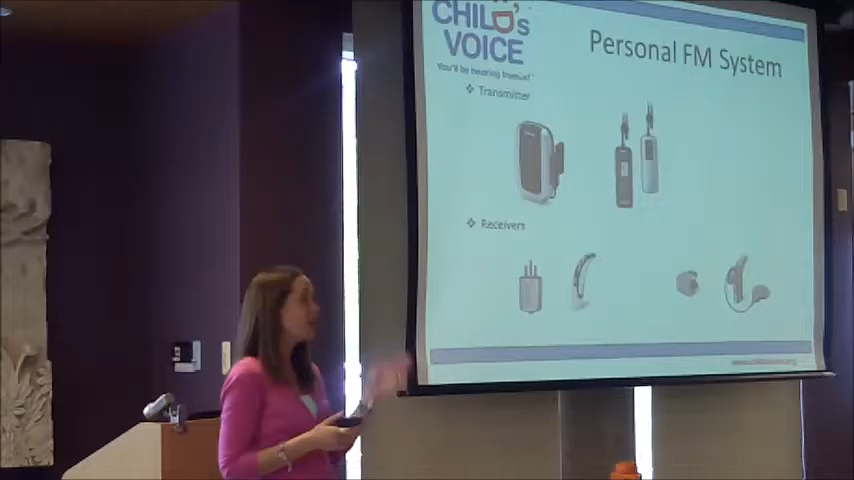 CHILD'S
VOICE
You'll be hearing from us!
Personal FM System
❖ Transmitter
❖ Receivers